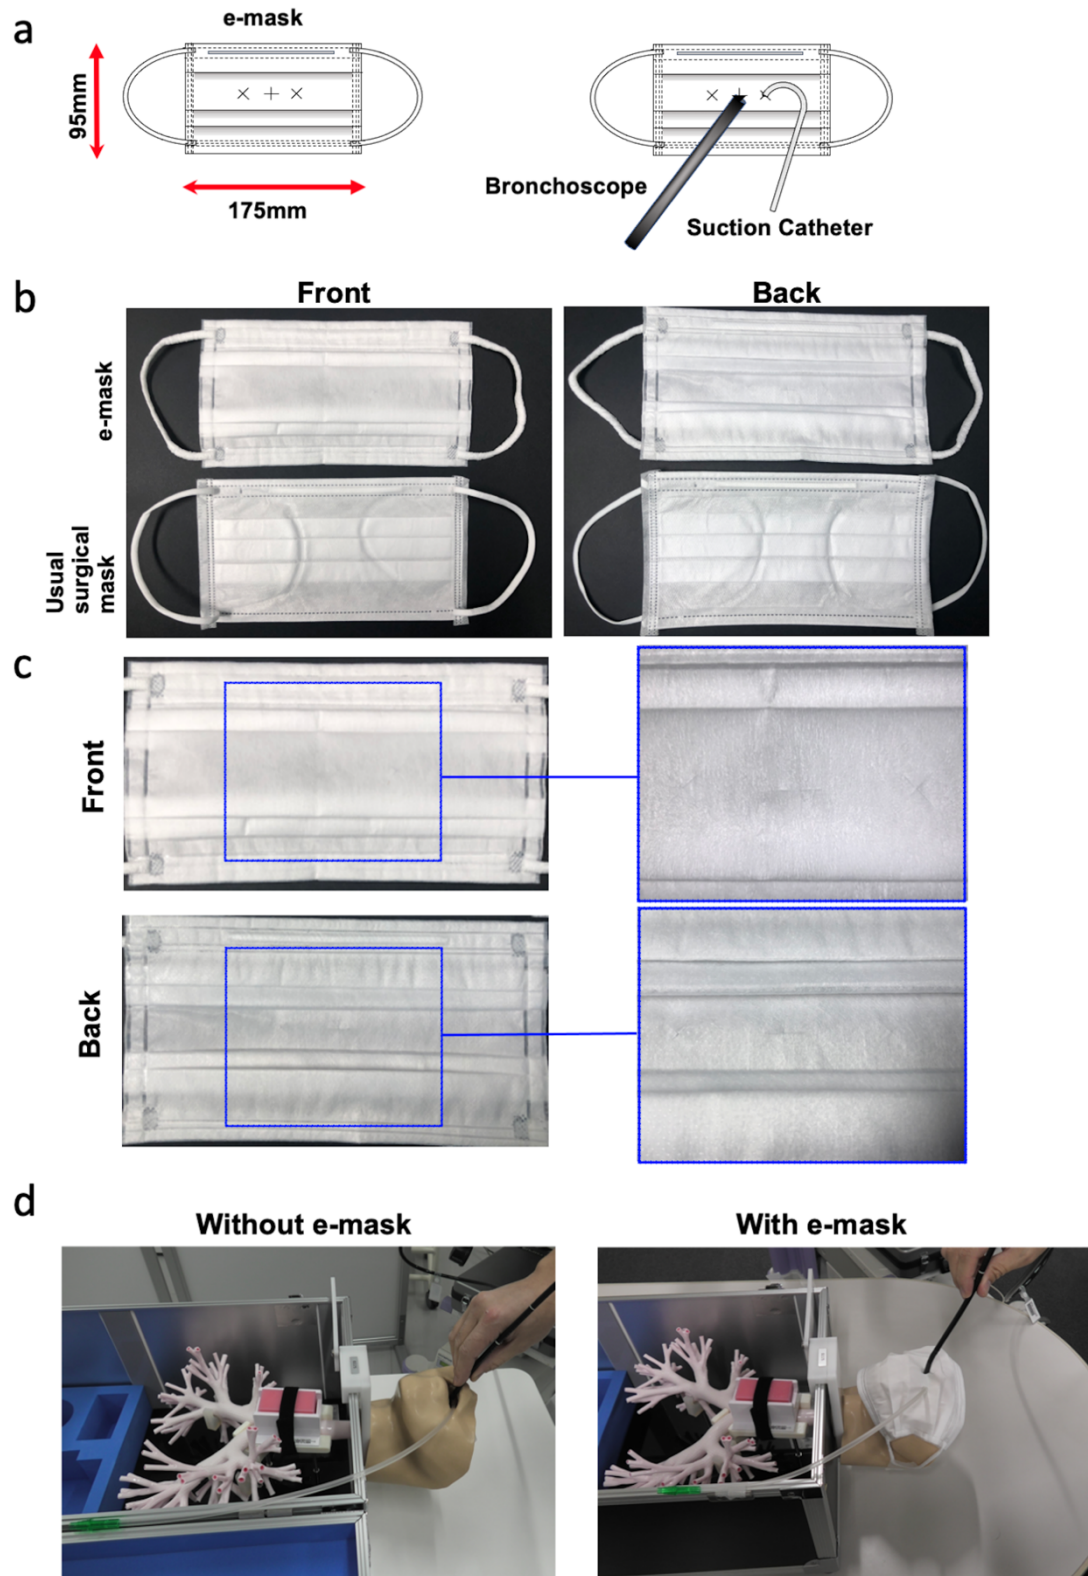 a
e-mask
95mm
175mm
Bronchoscope
Suction Catheter
b
Front
Back
e-mask
Usual
surgical
mask
c
Front
Back
d
Without e-mask
With e-mask